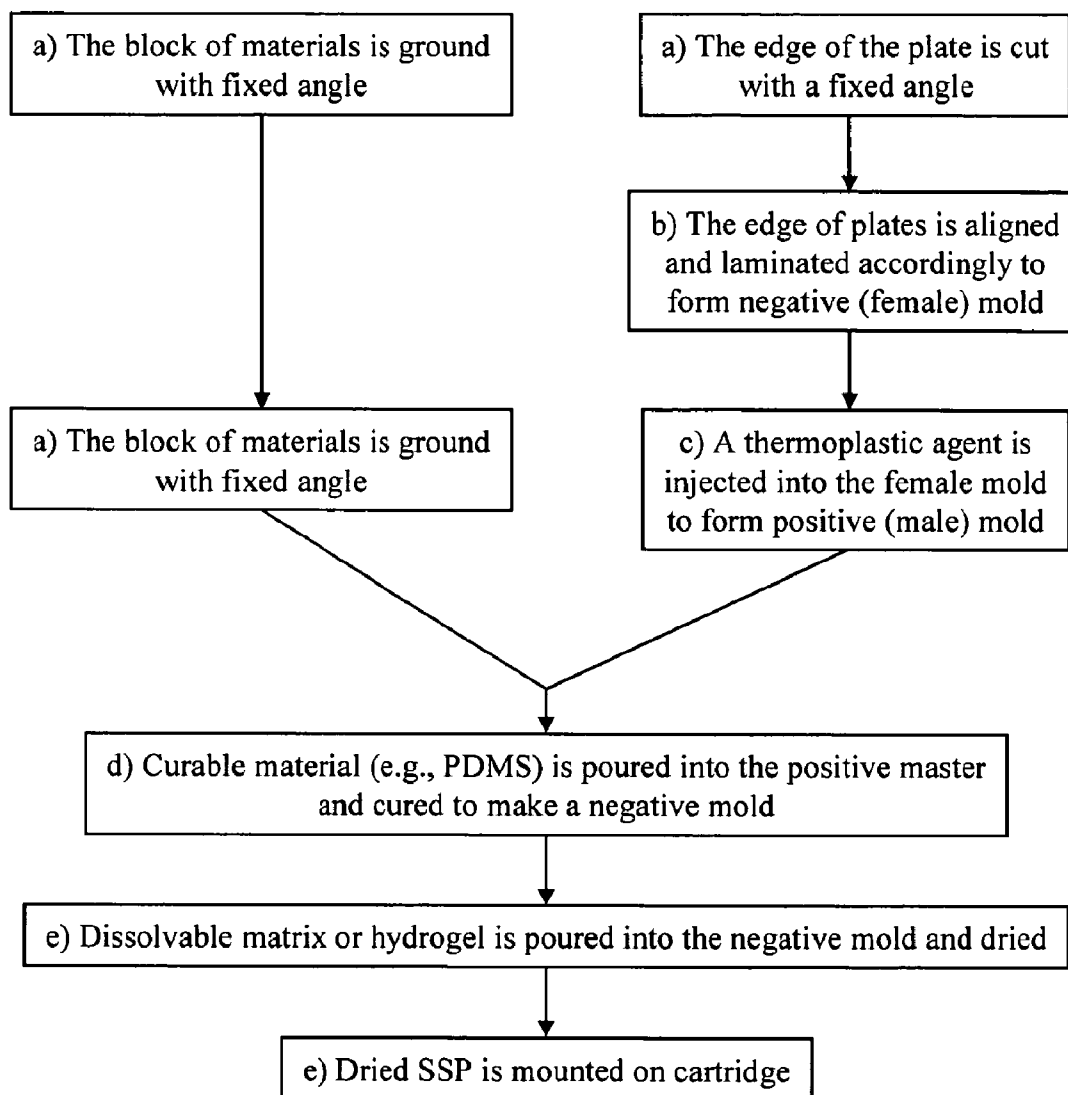 a) The block of materials is ground
with fixed angle
a) The edge of the plate is cut
with a fixed angle
b) The edge of plates is aligned
and laminated accordingly to
form negative (female) mold
a) The block of materials is ground
with fixed angle
c) A thermoplastic agent is
injected into the female mold
to form positive (male) mold
d) Curable material (e.g., PDMS) is poured into the positive master
and cured to make a negative mold
e) Dissolvable matrix or hydrogel is poured into the negative mold and dried
e) Dried SSP is mounted on cartridge